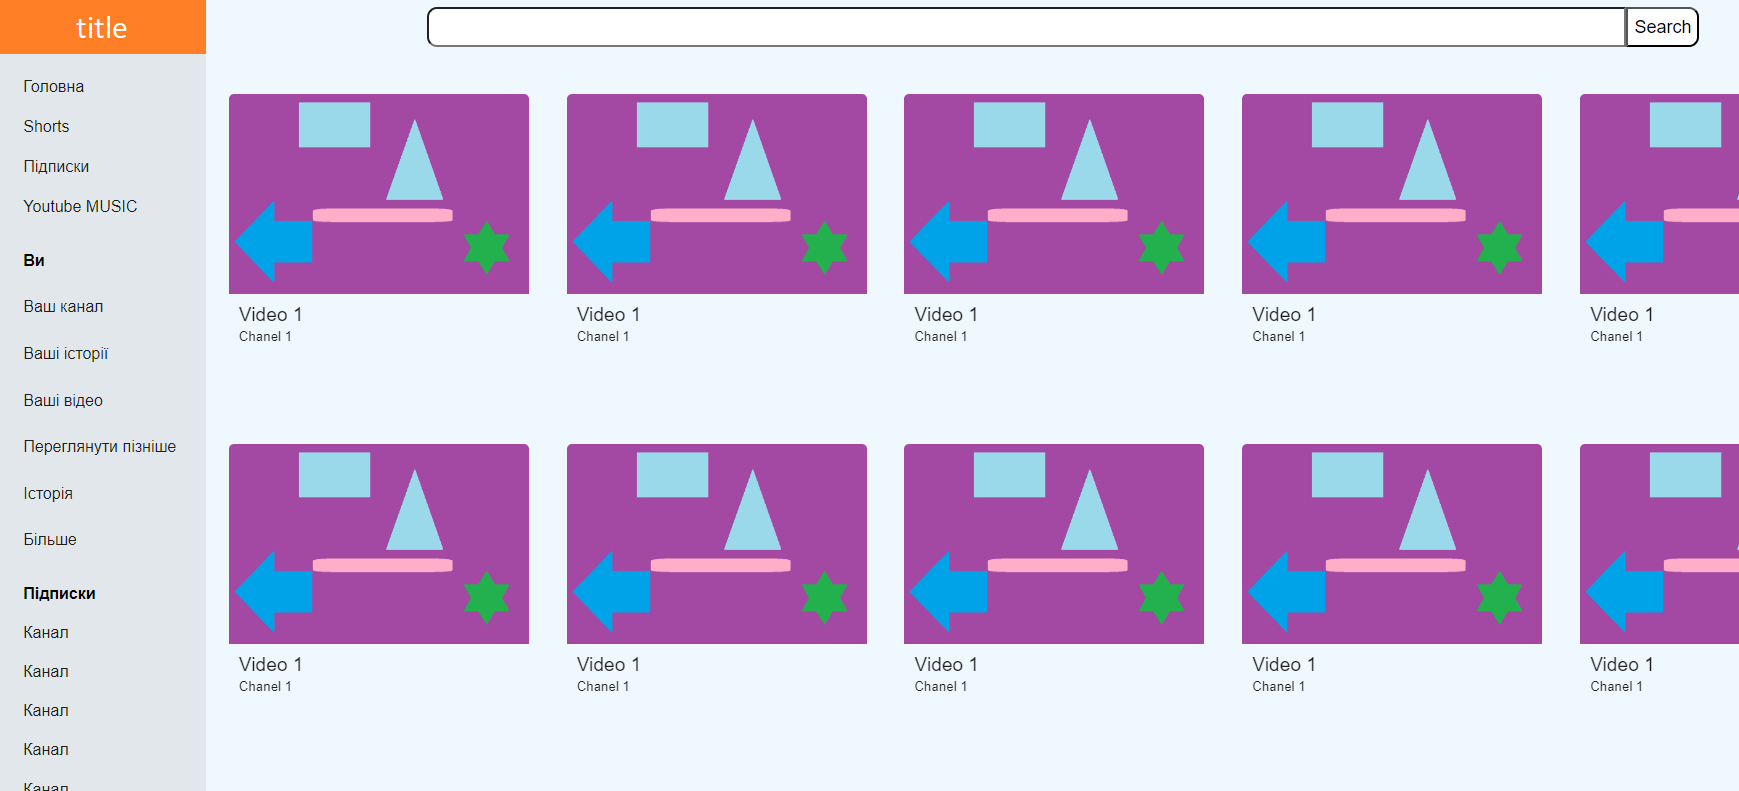 title
Search
Головна
Shorts
Підписки
Youtube MUSIC
Ви
Ваш канал
Ваші історії
Ваші відео
Переглянути пізніше
Історія
Більше
Підписки
Канал
Канал
Канал
Канал
Канал
Video 1
Chanel 1
Video 1
Chanel 1
Video 1
Chanel 1
Video 1
Chanel 1
Video 1
Chanel 1
Video 1
Chanel 1
Video 1
Chanel 1
Video 1
Chanel 1
Video 1
Chanel 1
Video 1
Chanel 1